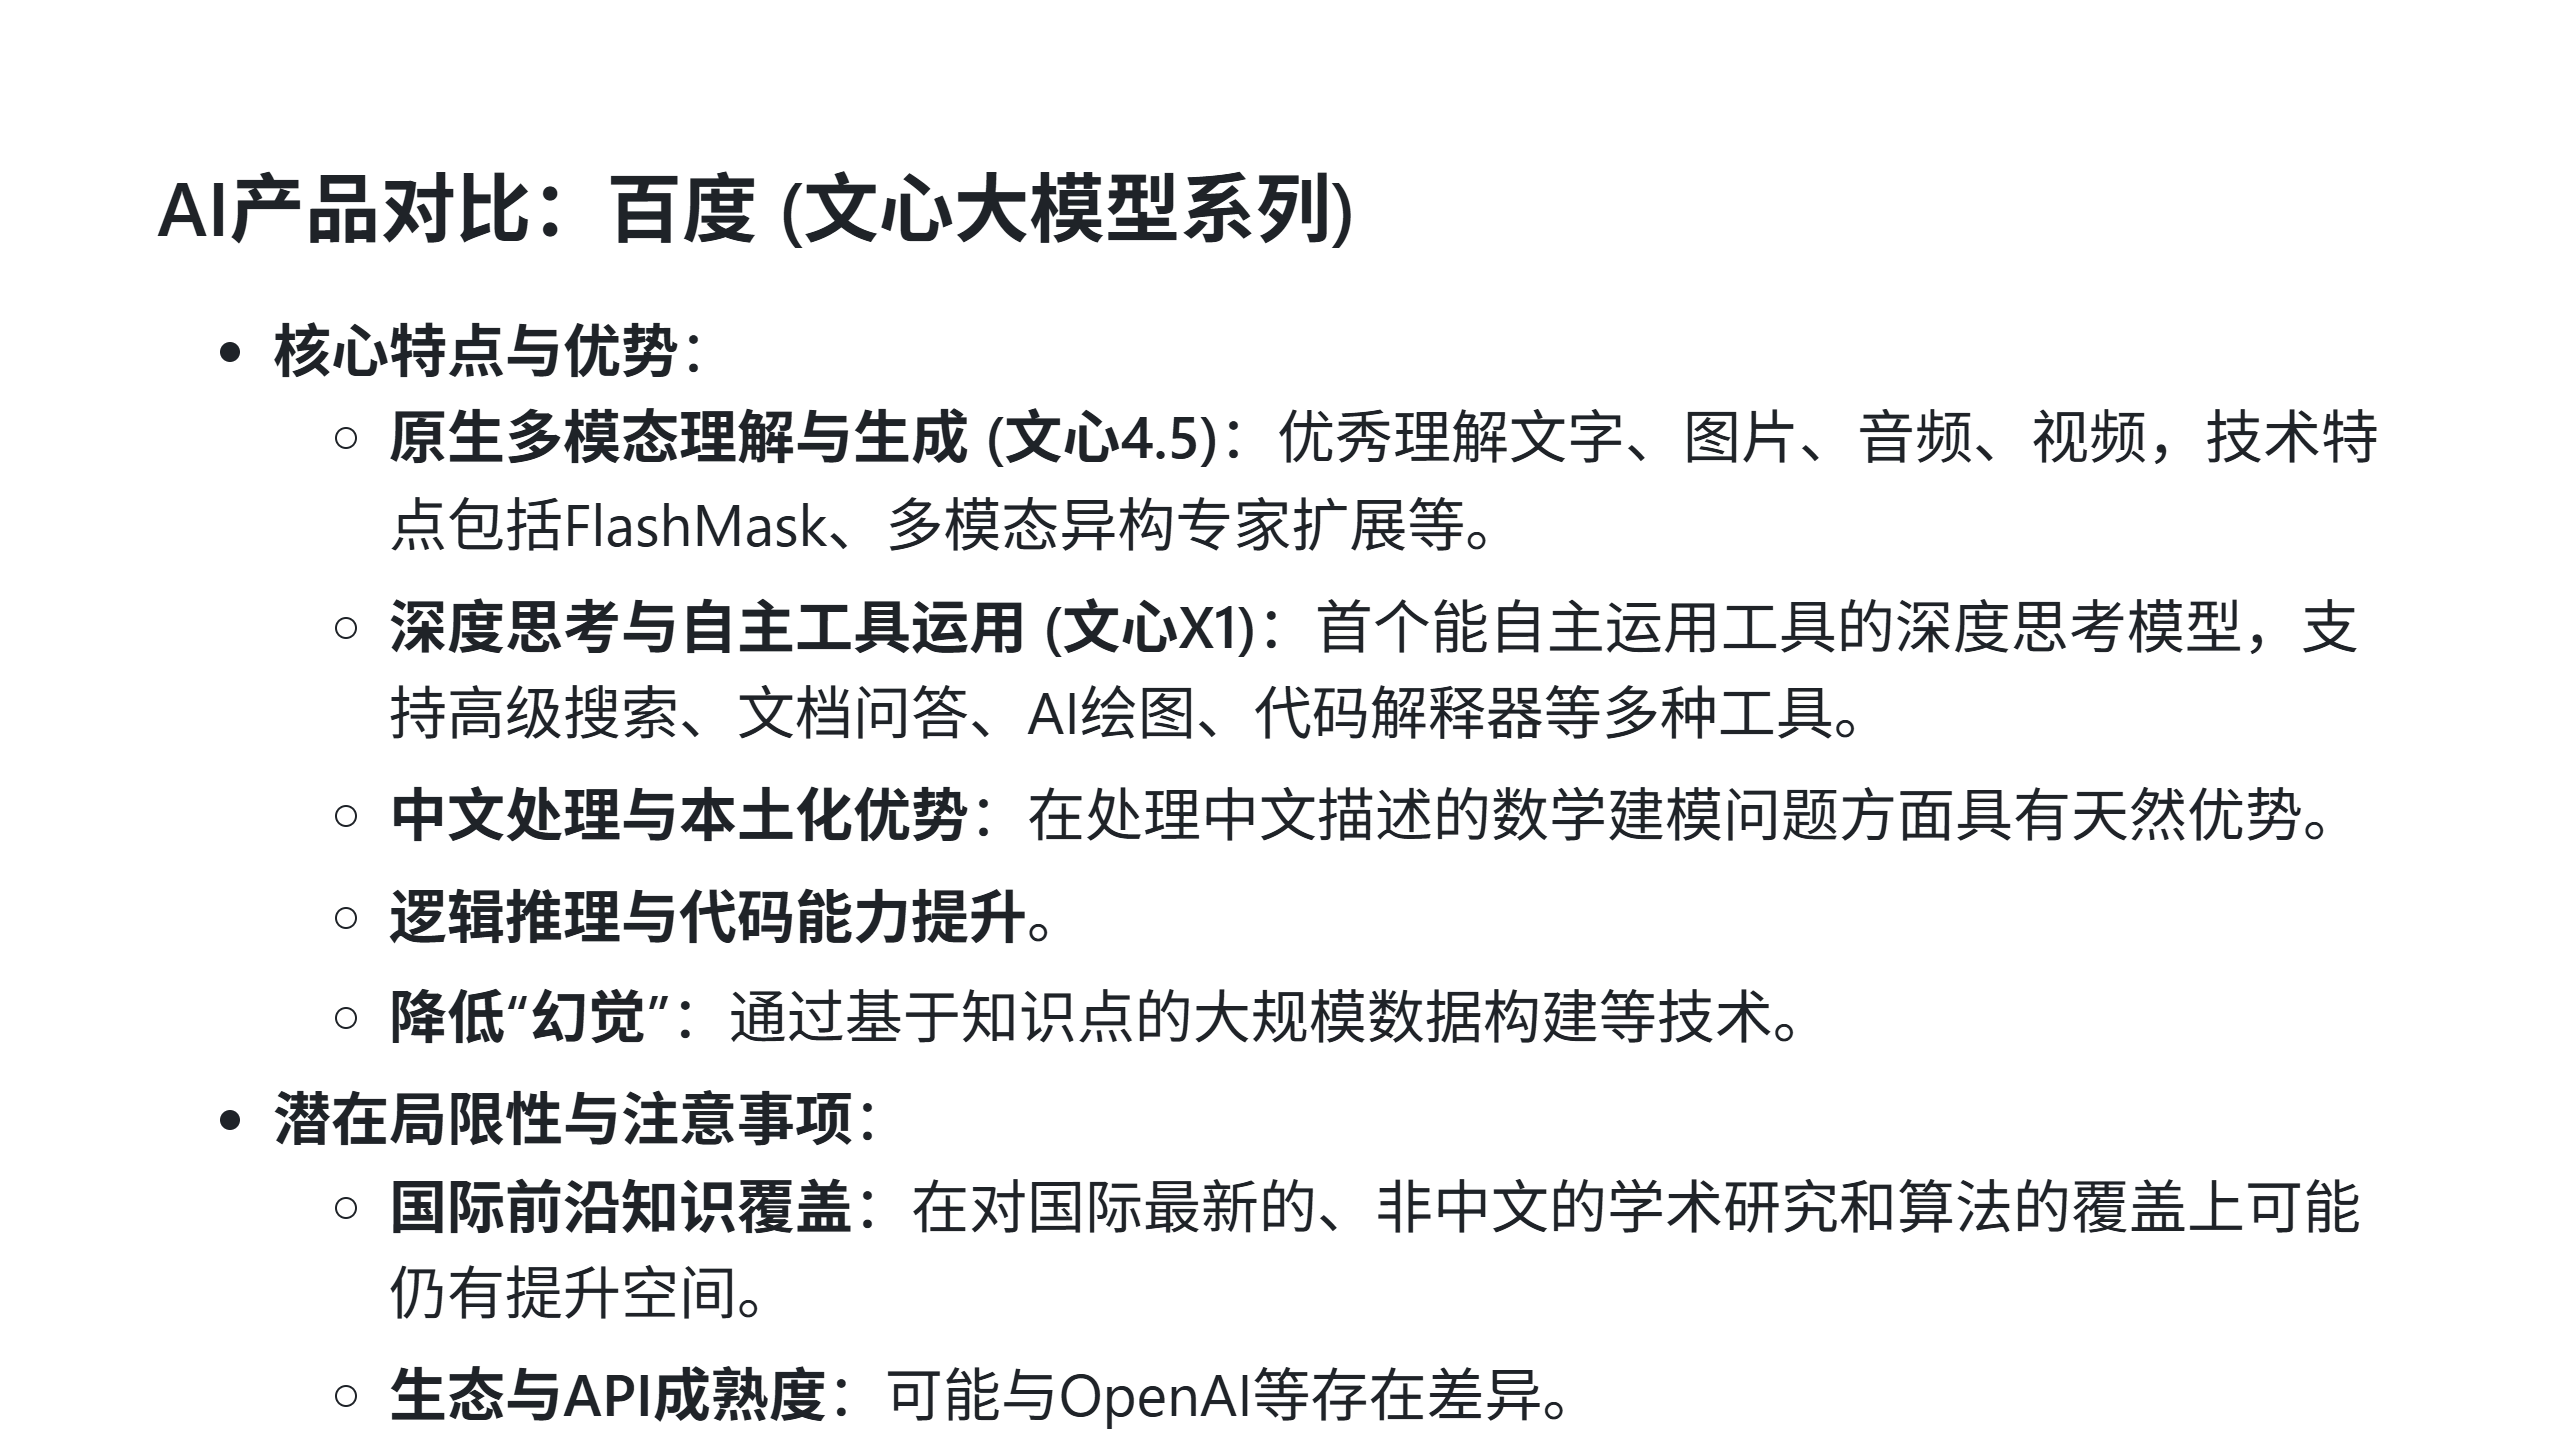 AI产品对比：百度 (文心大模型系列)
核心特点与优势：
原生多模态理解与生成 (文心4.5)：优秀理解文字、图片、音频、视频，技术特
点包括FlashMask、多模态异构专家扩展等。
深度思考与自主工具运用 (文心X1)：首个能自主运用工具的深度思考模型，支
持高级搜索、文档问答、AI绘图、代码解释器等多种工具。
中文处理与本土化优势：在处理中文描述的数学建模问题方面具有天然优势。
逻辑推理与代码能力提升。
降低“幻觉”：通过基于知识点的大规模数据构建等技术。
潜在局限性与注意事项：
国际前沿知识覆盖：在对国际最新的、非中文的学术研究和算法的覆盖上可能
仍有提升空间。
生态与API成熟度：可能与OpenAI等存在差异。